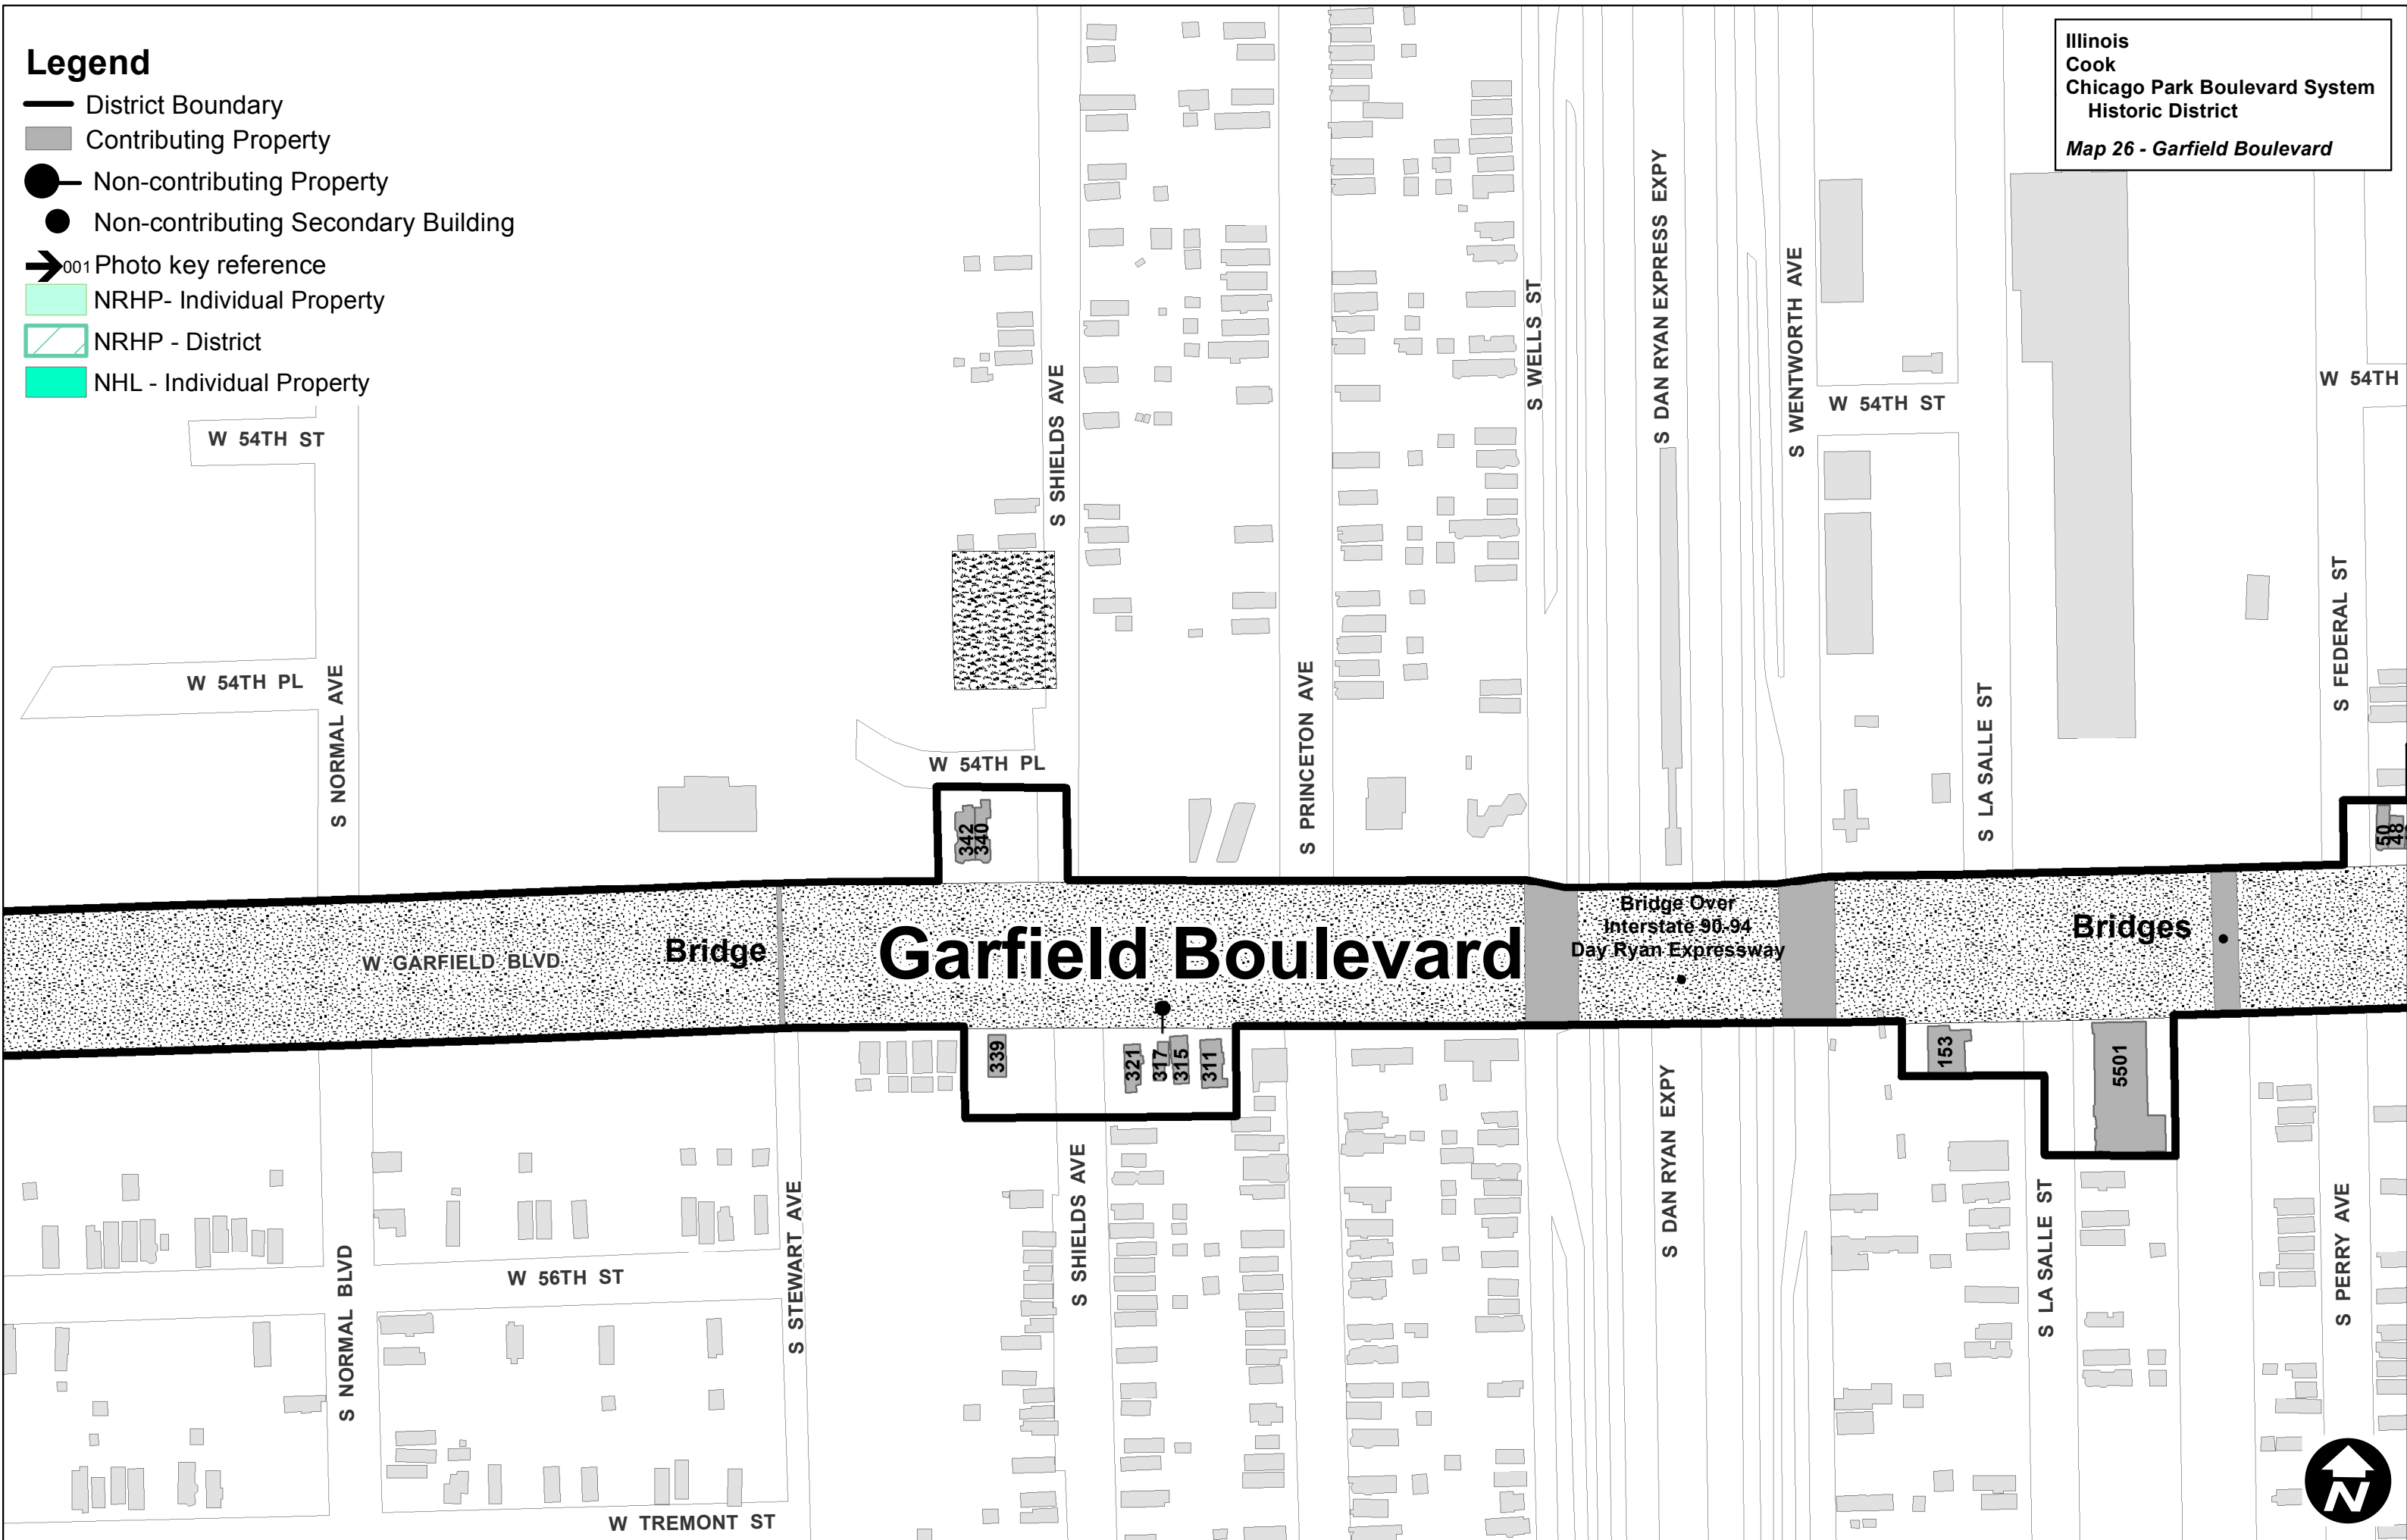 Legend
District Boundary
Contributing Property
Non-contributing Property
Non-contributing Secondary Building
001 Photo key reference
NRHP- Individual Property
NRHP - District
NHL - Individual Property
Illinois
Cook
Chicago Park Boulevard System
Historic District
Map 26 - Garfield Boulevard
W 54TH ST
W 54TH PL
S NORMAL AVE
S SHIELDS AVE
W 54TH PL
S PRINCETON AVE
S WELLS ST
S DAN RYAN EXPRESS EXPY
S WENTWORTH AVE
W 54TH ST
S LA SALLE ST
S FEDERAL ST
W 54TH
342
340
50
48
W GARFIELD BLVD
Bridge
Garfield Boulevard
Bridge Over
Interstate 90-94
Day Ryan Expressway
Bridges
339
321
317
315
311
153
5501
S NORMAL BLVD
W 56TH ST
S STEWART AVE
S SHIELDS AVE
S DAN RYAN EXPY
S LA SALLE ST
S PERRY AVE
W TREMONT ST
N